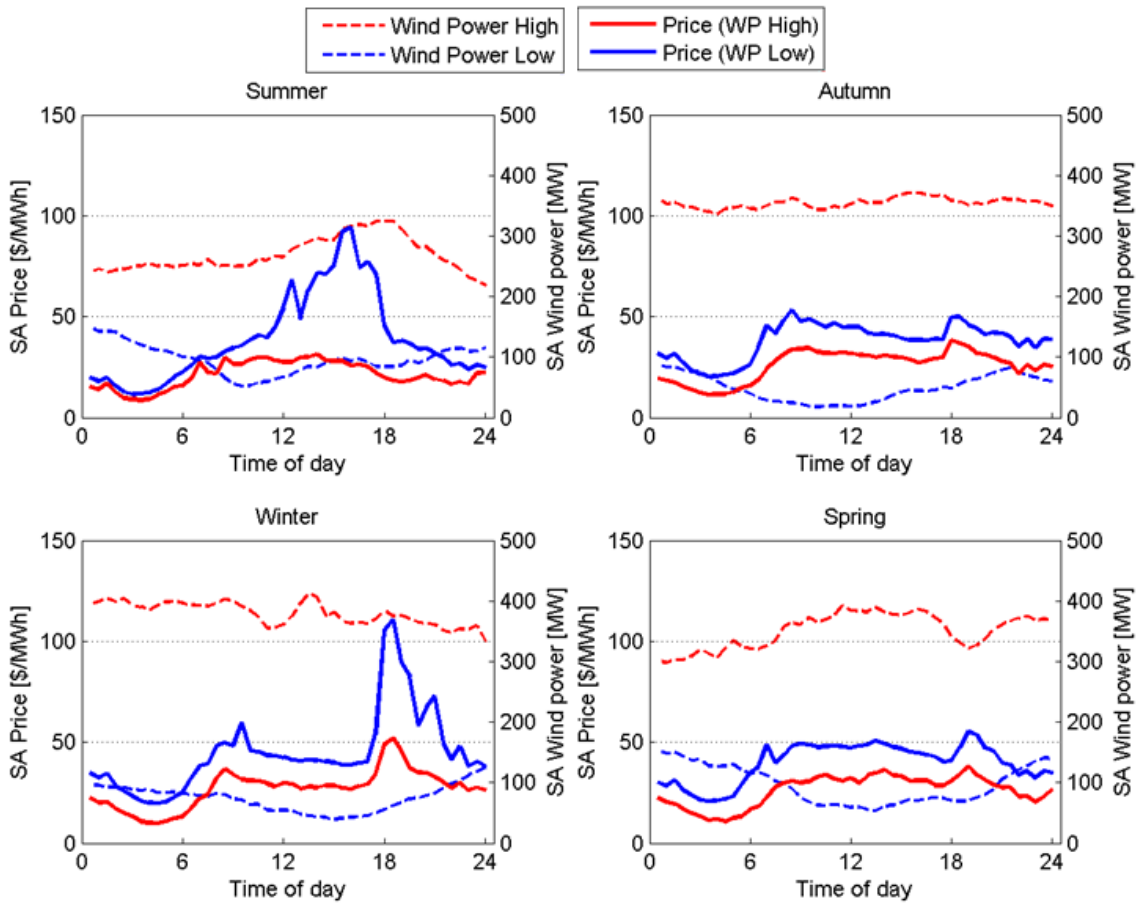 Wind Power High
Wind Power Low
Price (WP High)
Price (WP Low)
Summer
150
100
50
0
500
400
300
200
100
0
0 6 12 18 24
SA Price [$/MWh]
SA Wind power [MW]
Time of day
Autumn
150
100
50
0
500
400
300
200
100
0
0 6 12 18 24
SA Price [$/MWh]
SA Wind power [MW]
Time of day
Winter
150
100
50
0
500
400
300
200
100
0
0 6 12 18 24
SA Price [$/MWh]
SA Wind power [MW]
Time of day
Spring
150
100
50
0
500
400
300
200
100
0
0 6 12 18 24
SA Price [$/MWh]
SA Wind power [MW]
Time of day